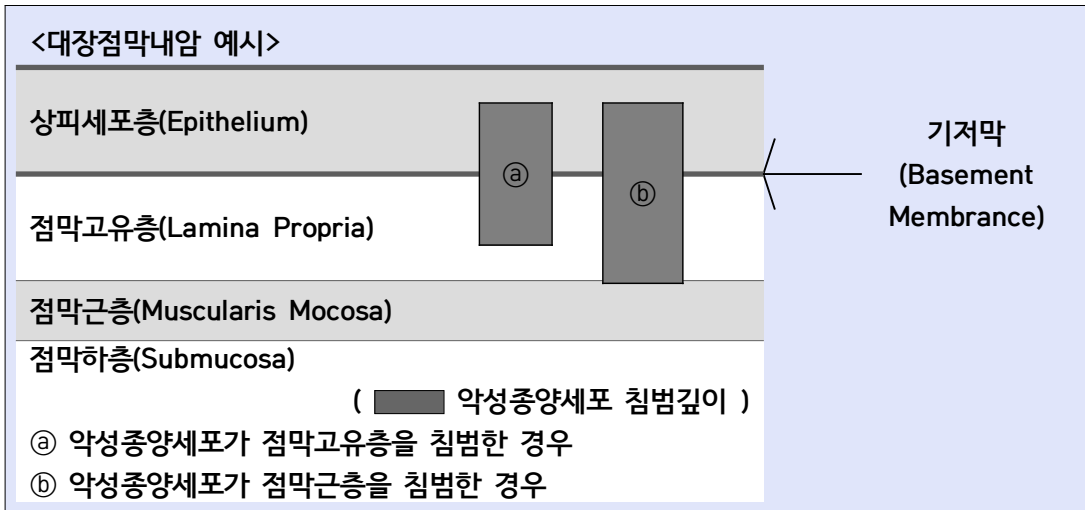 <대장점막내암 예시>
상피세포층(Epithelium)
ⓐ
ⓑ
기저막
(Basement
Membrance)
점막고유층(Lamina Propria)
점막근층(Muscularis Mocosa)
점막하층(Submucosa)
( 악성종양세포 침범깊이 )
ⓐ 악성종양세포가 점막고유층을 침범한 경우
ⓑ 악성종양세포가 점막근층을 침범한 경우